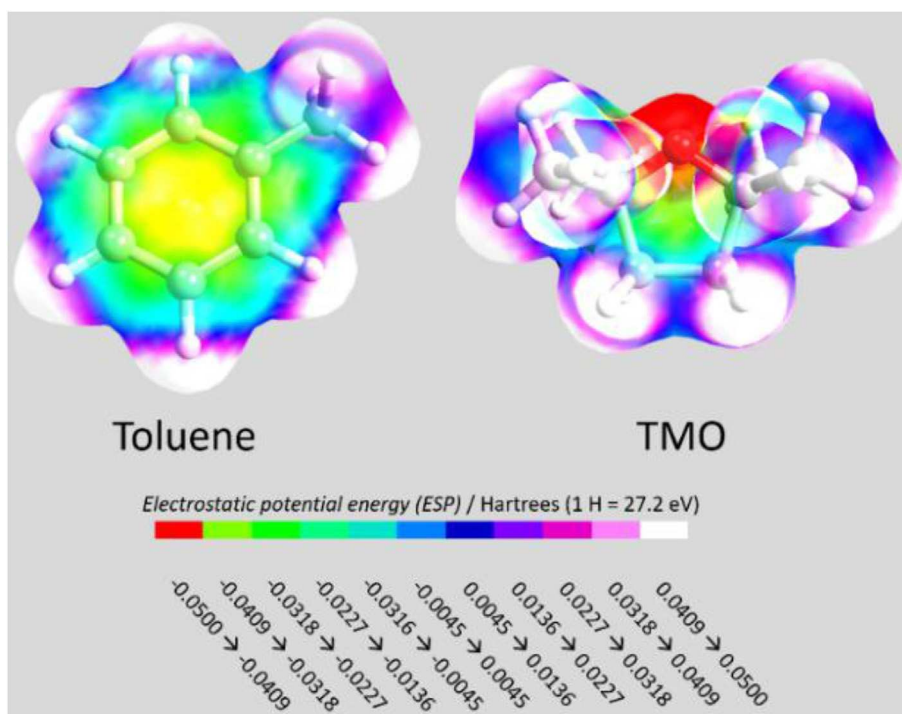 Toluene
TMO
Electrostatic potential energy (ESP) / Hartrees (1 H = 27.2 eV)
-0.0500 → -0.0409
-0.0409 → -0.0318
-0.0318 → -0.0227
-0.0227 → -0.0136
-0.0316 → -0.0045
-0.0045 → 0.0045
0.0045 → 0.0136
0.0136 → 0.0227
0.0227 → 0.0318
0.0318 → 0.0409
0.0409 → 0.0500